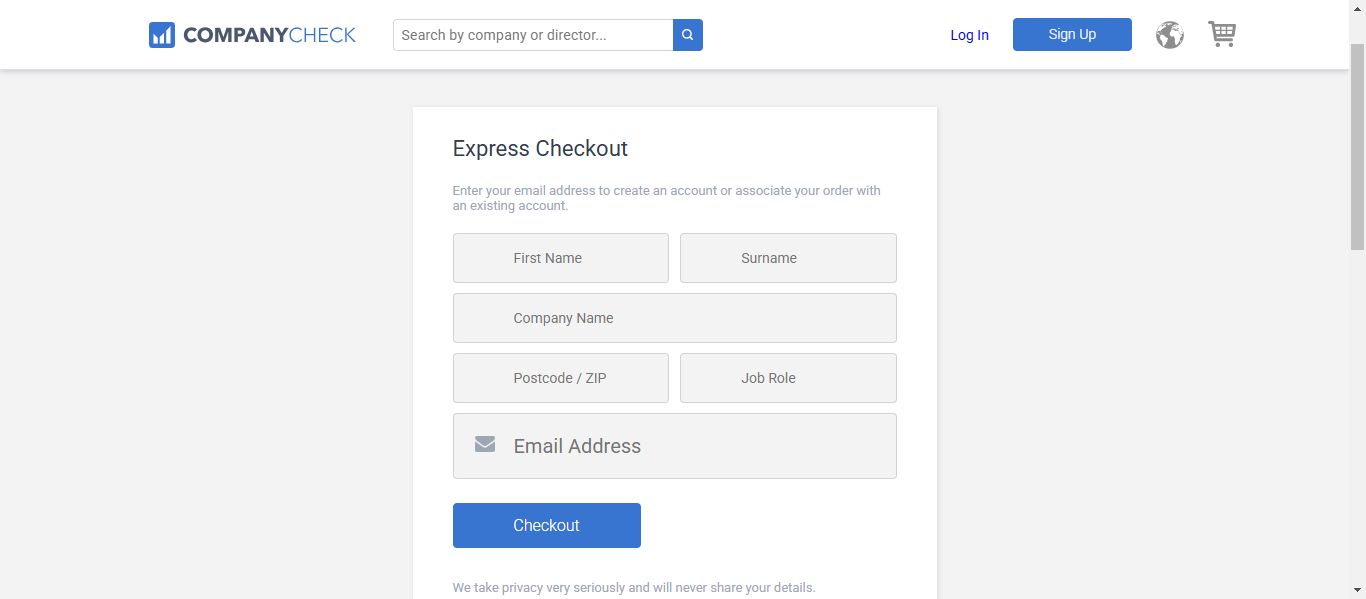 COMPANYCHECK
Search by company or director...
Log In
Sign Up
Express Checkout
Enter your email address to create an account or associate your order with
an existing account.
First Name
Surname
Company Name
Postcode / ZIP
Job Role
Email Address
Checkout
We take privacy very seriously and will never share your details.